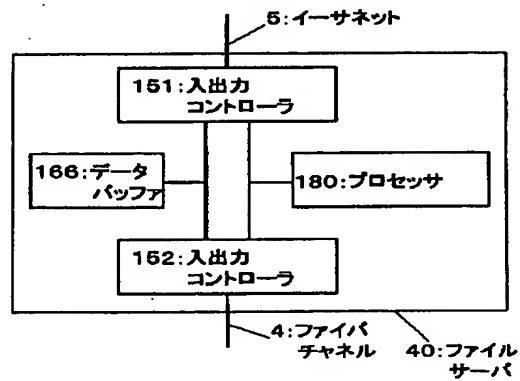 5:イーサネット
151:入出力
コントローラ
166:データ
バッファ
180:プロセッサ
152:入出力
コントローラ
4:ファイバ
チャネル
40:ファイル
サーバ